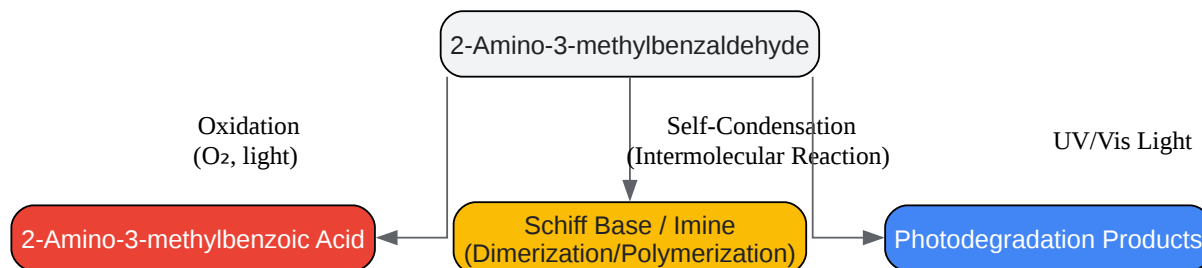 2-Amino-3-methylbenzaldehyde
Oxidation
(O₂, light)
Self-Condensation
(Intermolecular Reaction)
UV/Vis Light
2-Amino-3-methylbenzoic Acid
Schiff Base / Imine
(Dimerization/Polymerization)
Photodegradation Products